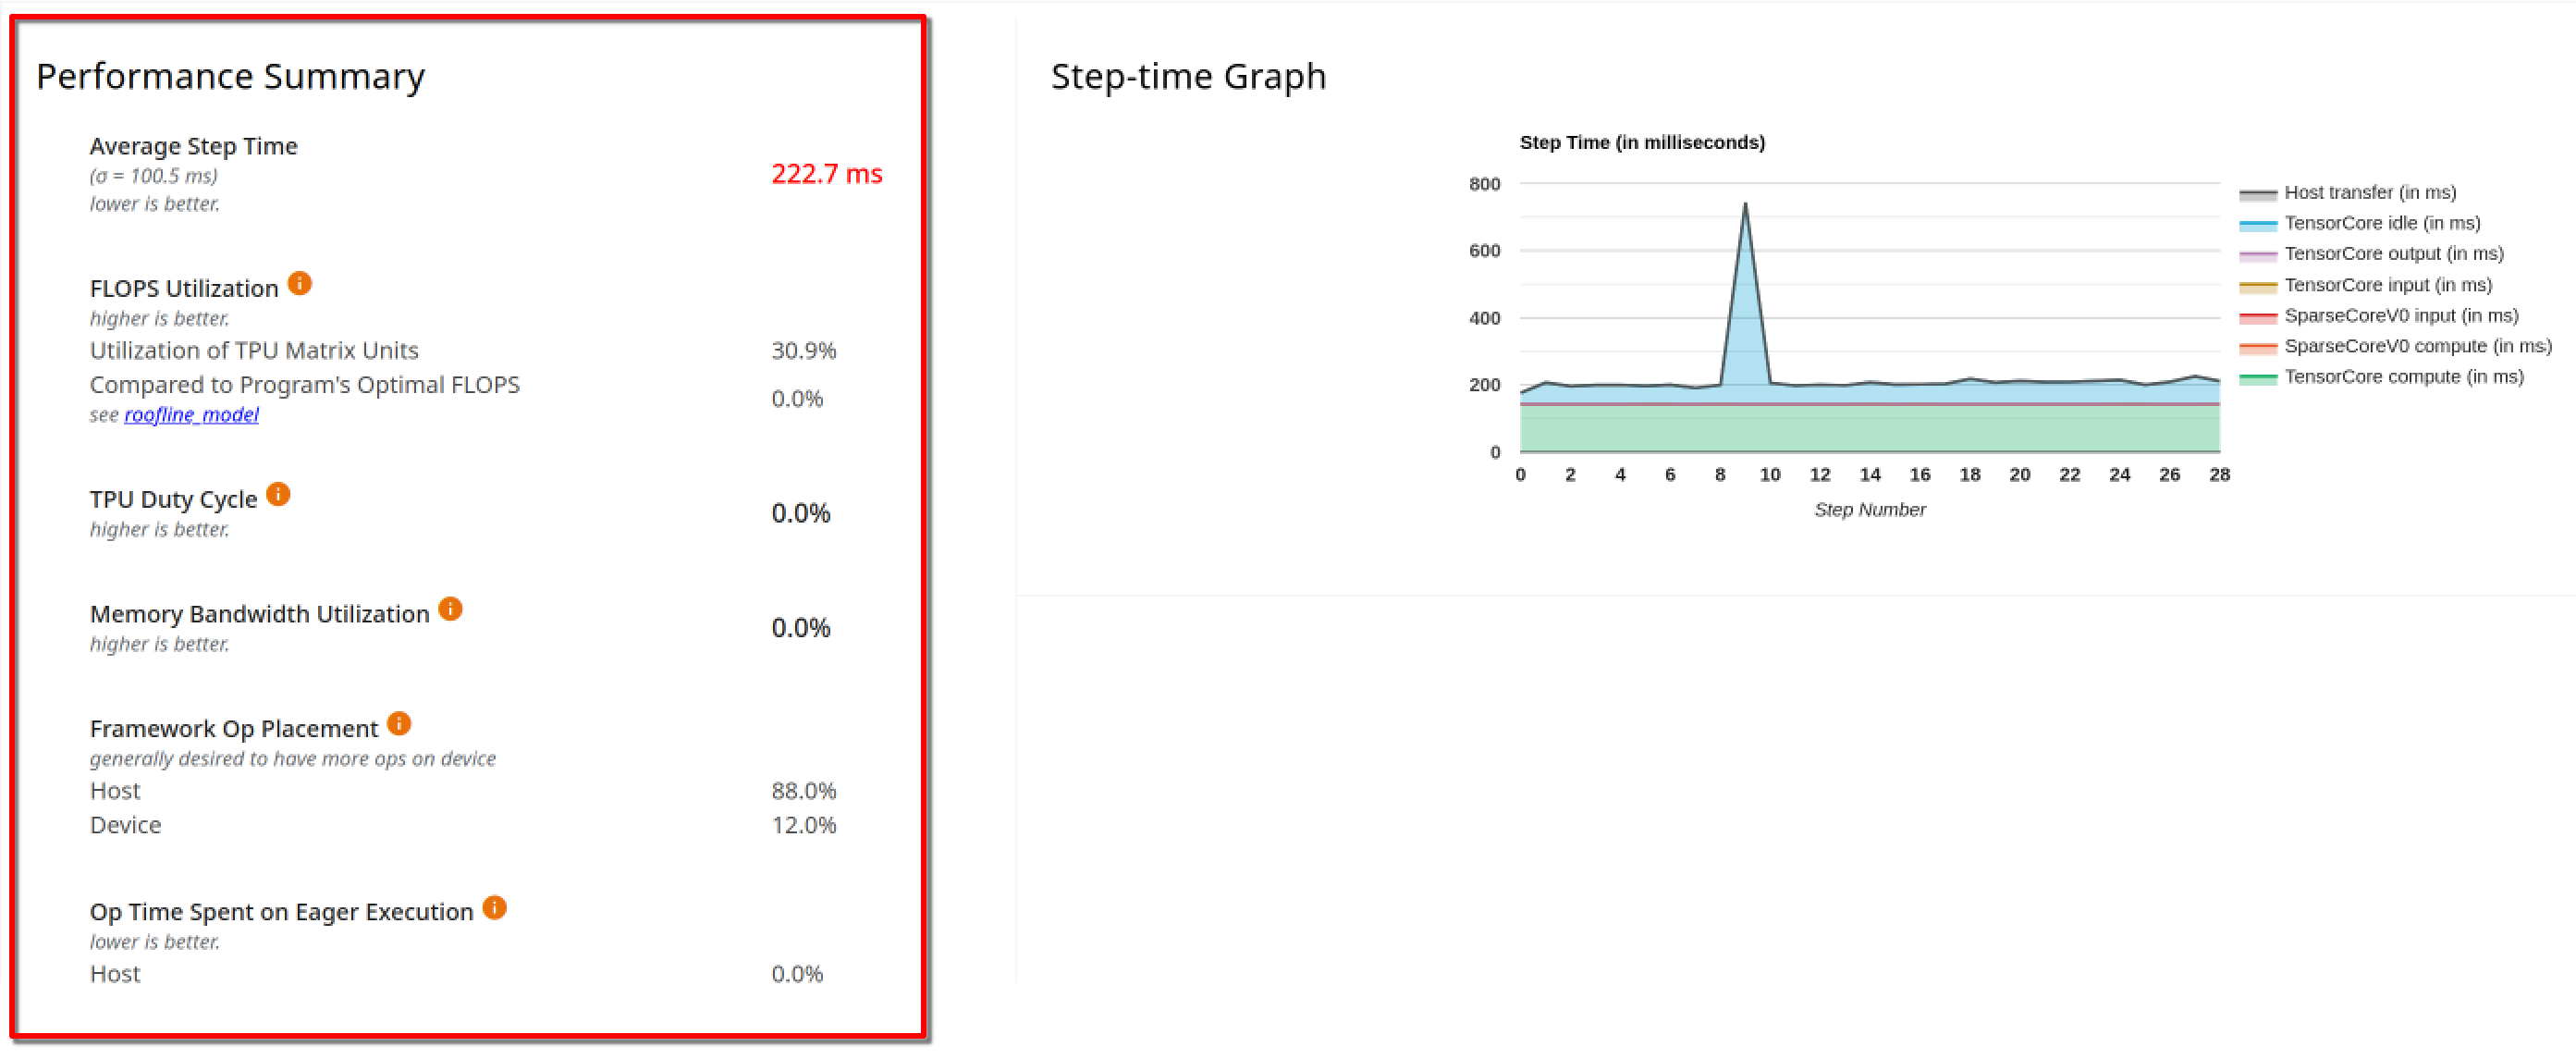 Performance Summary
Average Step Time
(σ = 100.5 ms)
lower is better.
222.7 ms
FLOPS Utilization
higher is better.
Utilization of TPU Matrix Units 30.9%
Compared to Program's Optimal FLOPS
see roofline_model
0.0%
TPU Duty Cycle
higher is better.
0.0%
Memory Bandwidth Utilization
higher is better.
0.0%
Framework Op Placement
generally desired to have more ops on device
Host 88.0%
Device 12.0%
Op Time Spent on Eager Execution
lower is better.
Host 0.0%
Step-time Graph
Step Time (in milliseconds)
800
600
400
200
0
0 2 4 6 8 10 12 14 16 18 20 22 24 26 28
Step Number
Host transfer (in ms)
TensorCore idle (in ms)
TensorCore output (in ms)
TensorCore input (in ms)
SparseCoreV0 input (in ms)
SparseCoreV0 compute (in ms)
TensorCore compute (in ms)